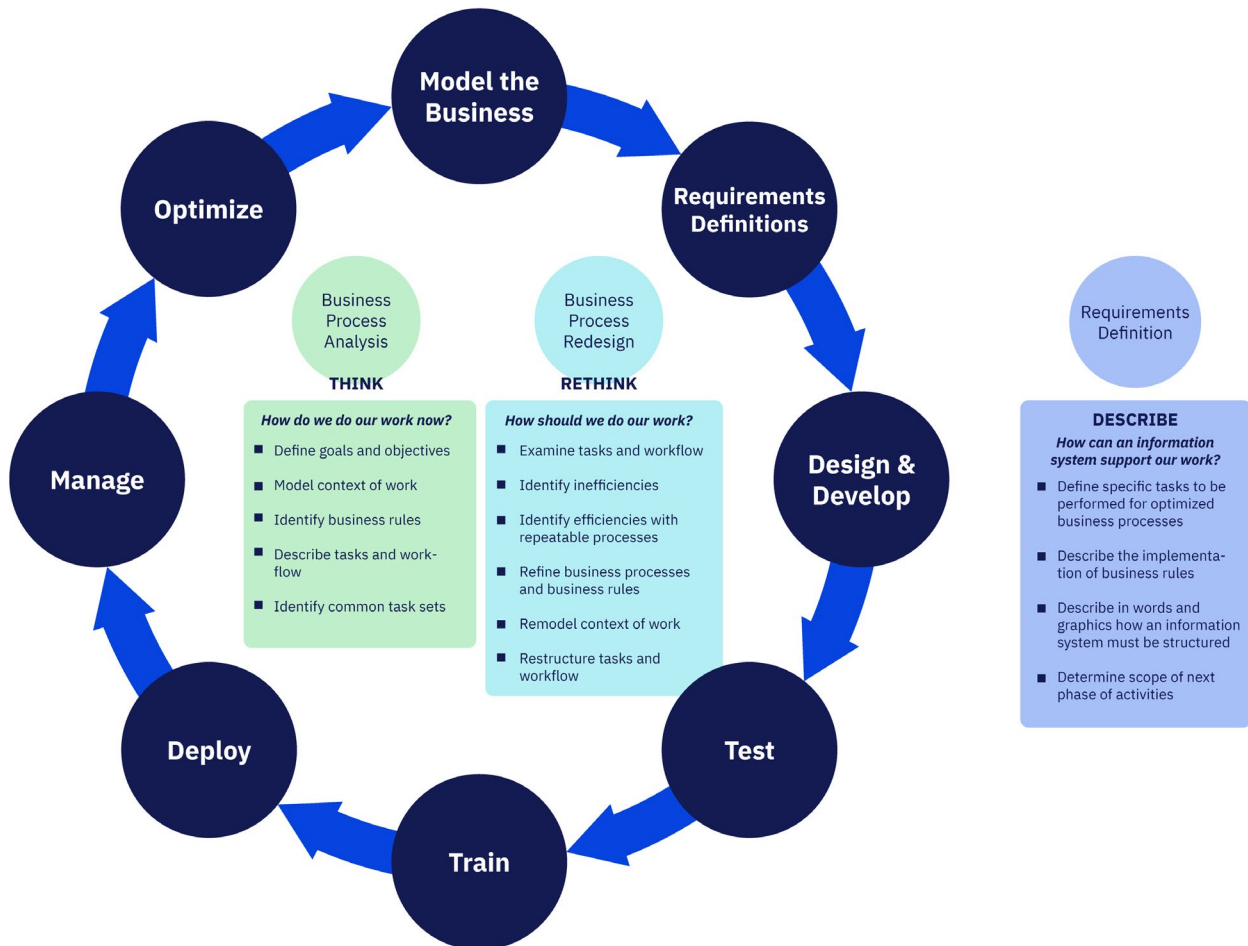 Model the
Business
Requirements
Definitions
Design &
Develop
Test
Train
Deploy
Manage
Optimize
Business
Process
Analysis
THINK
How do we do our work now?
■ Define goals and objectives
■ Model context of work
■ Identify business rules
■ Describe tasks and work-
flow
■ Identify common task sets
Business
Process
Redesign
RETHINK
How should we do our work?
■ Examine tasks and workflow
■ Identify inefficiencies
■ Identify efficiencies with
repeatable processes
■ Refine business processes
and business rules
■ Remodel context of work
■ Restructure tasks and
workflow
Requirements
Definition
DESCRIBE
How can an information
system support our work?
■ Define specific tasks to be
performed for optimized
business processes
■ Describe the implementa-
tion of business rules
■ Describe in words and
graphics how an information
system must be structured
■ Determine scope of next
phase of activities